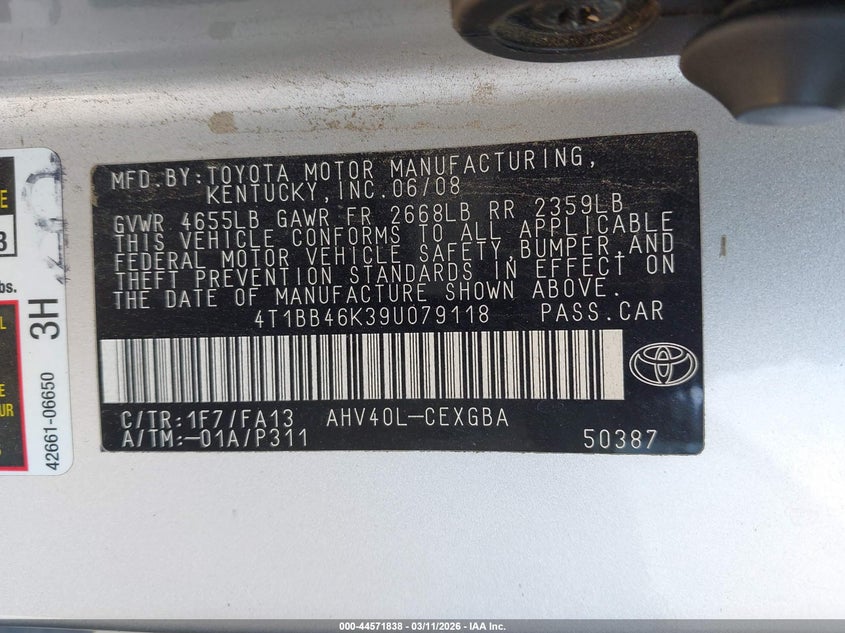 MFD.BY:TOYOTA MOTOR MANUFACTURING,
KENTUCKY,INC.06/08
GVWR 4655LB GAWR FR 2668LB RR 2359LB
THIS VEHICLE CONFORMS TO ALL APPLICABLE
FEDERAL MOTOR VEHICLE SAFETY,BUMPER,AND
THEFT PREVENTION STANDARDS IN EFFECT ON
THE DATE OF MANUFACTURE SHOWN ABOVE.
4T1BB46K39U079118 PASS.CAR
C/TR:1F7/FA13 AHV40L-CEXGBA
A/TM:-01A/P311 50387
3H
42661-06650
000-44571838 - 03/11/2026 - IAA Inc.